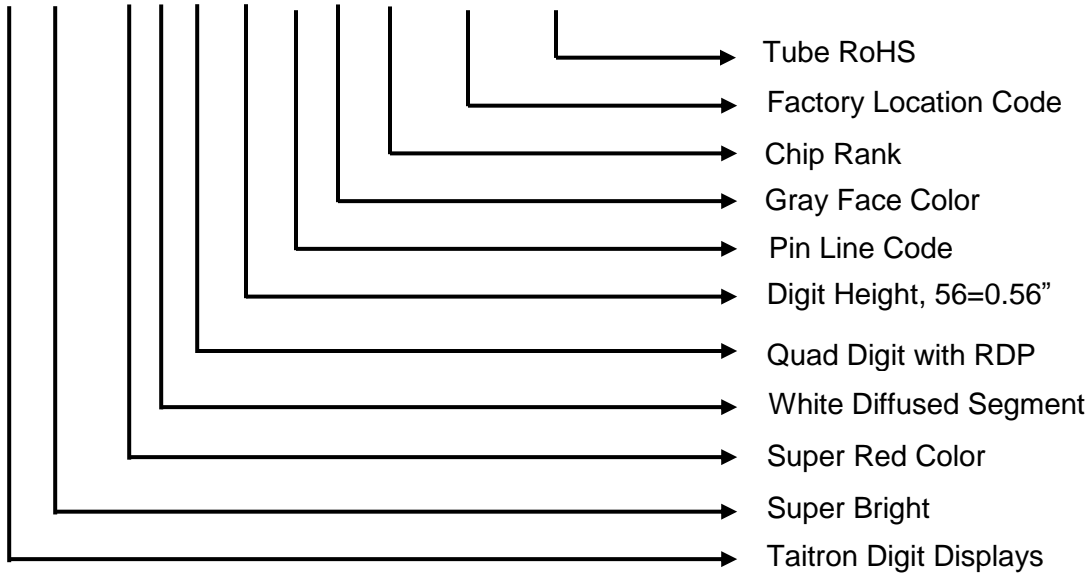 Tube RoHS
Factory Location Code
Chip Rank
Gray Face Color
Pin Line Code
Digit Height, 56=0.56”
Quad Digit with RDP
White Diffused Segment
Super Red Color
Super Bright
Taitron Digit Displays